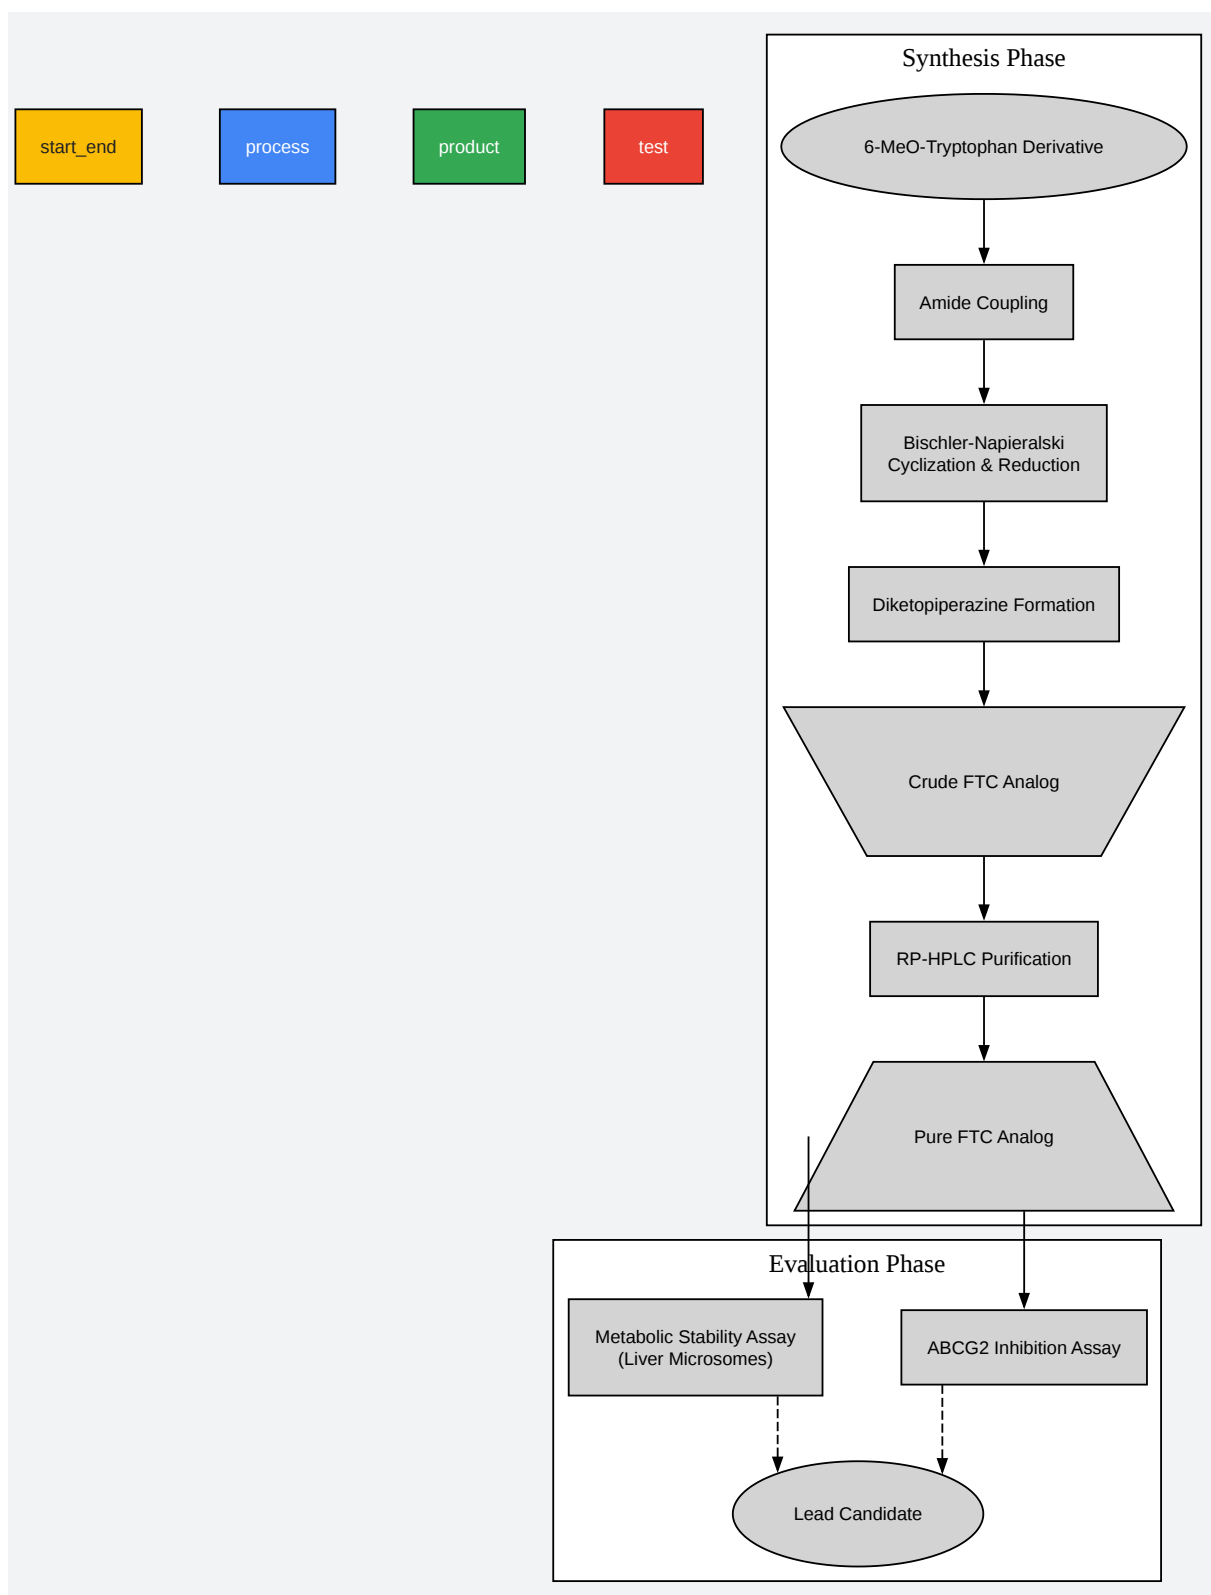 Synthesis Phase
start_end
process
product
test
6-MeO-Tryptophan Derivative
Amide Coupling
Bischler-Napieralski
Cyclization & Reduction
Diketopiperazine Formation
Crude FTC Analog
RP-HPLC Purification
Pure FTC Analog
Evaluation Phase
Metabolic Stability Assay
(Liver Microsomes)
ABCG2 Inhibition Assay
Lead Candidate